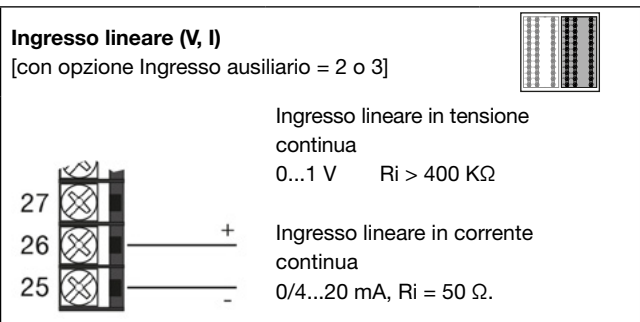 Ingresso lineare (V, I)
[con opzione Ingresso ausiliario = 2 o 3]
Ingresso lineare in tensione
continua
0...1 V Ri > 400 KΩ
27
26 +
25 -
Ingresso lineare in corrente
continua
0/4...20 mA, Ri = 50 Ω.